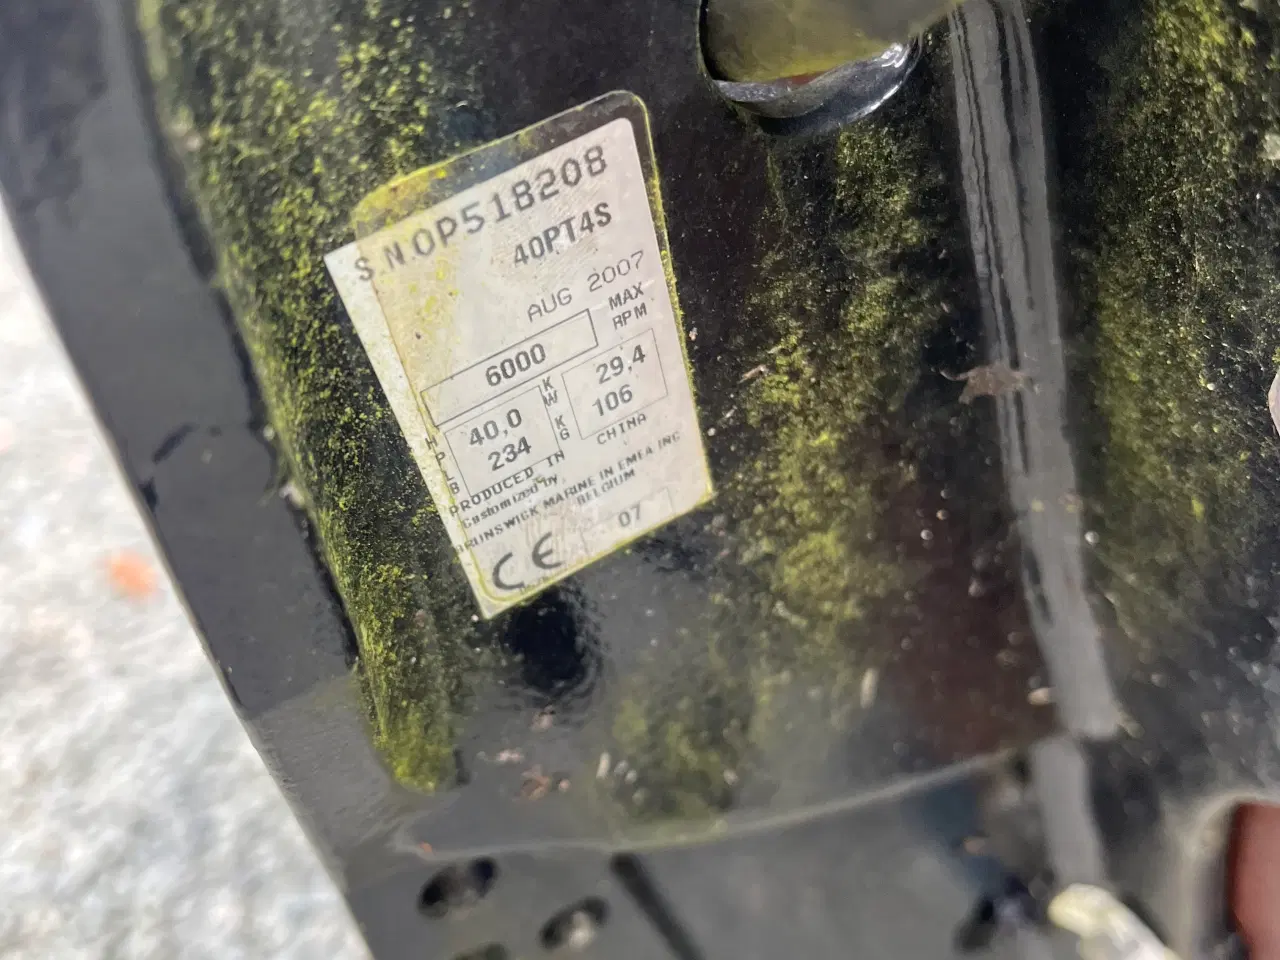 S.N.0P518208
40PT4S
AUG 2007
6000 MAX RPM
HP 40,0 KW 29,4
LB 234 KG 106
PRODUCED IN CHINA
Customized by
BRUNSWICK MARINE IN EMEA INC
BELGIUM
CE 07